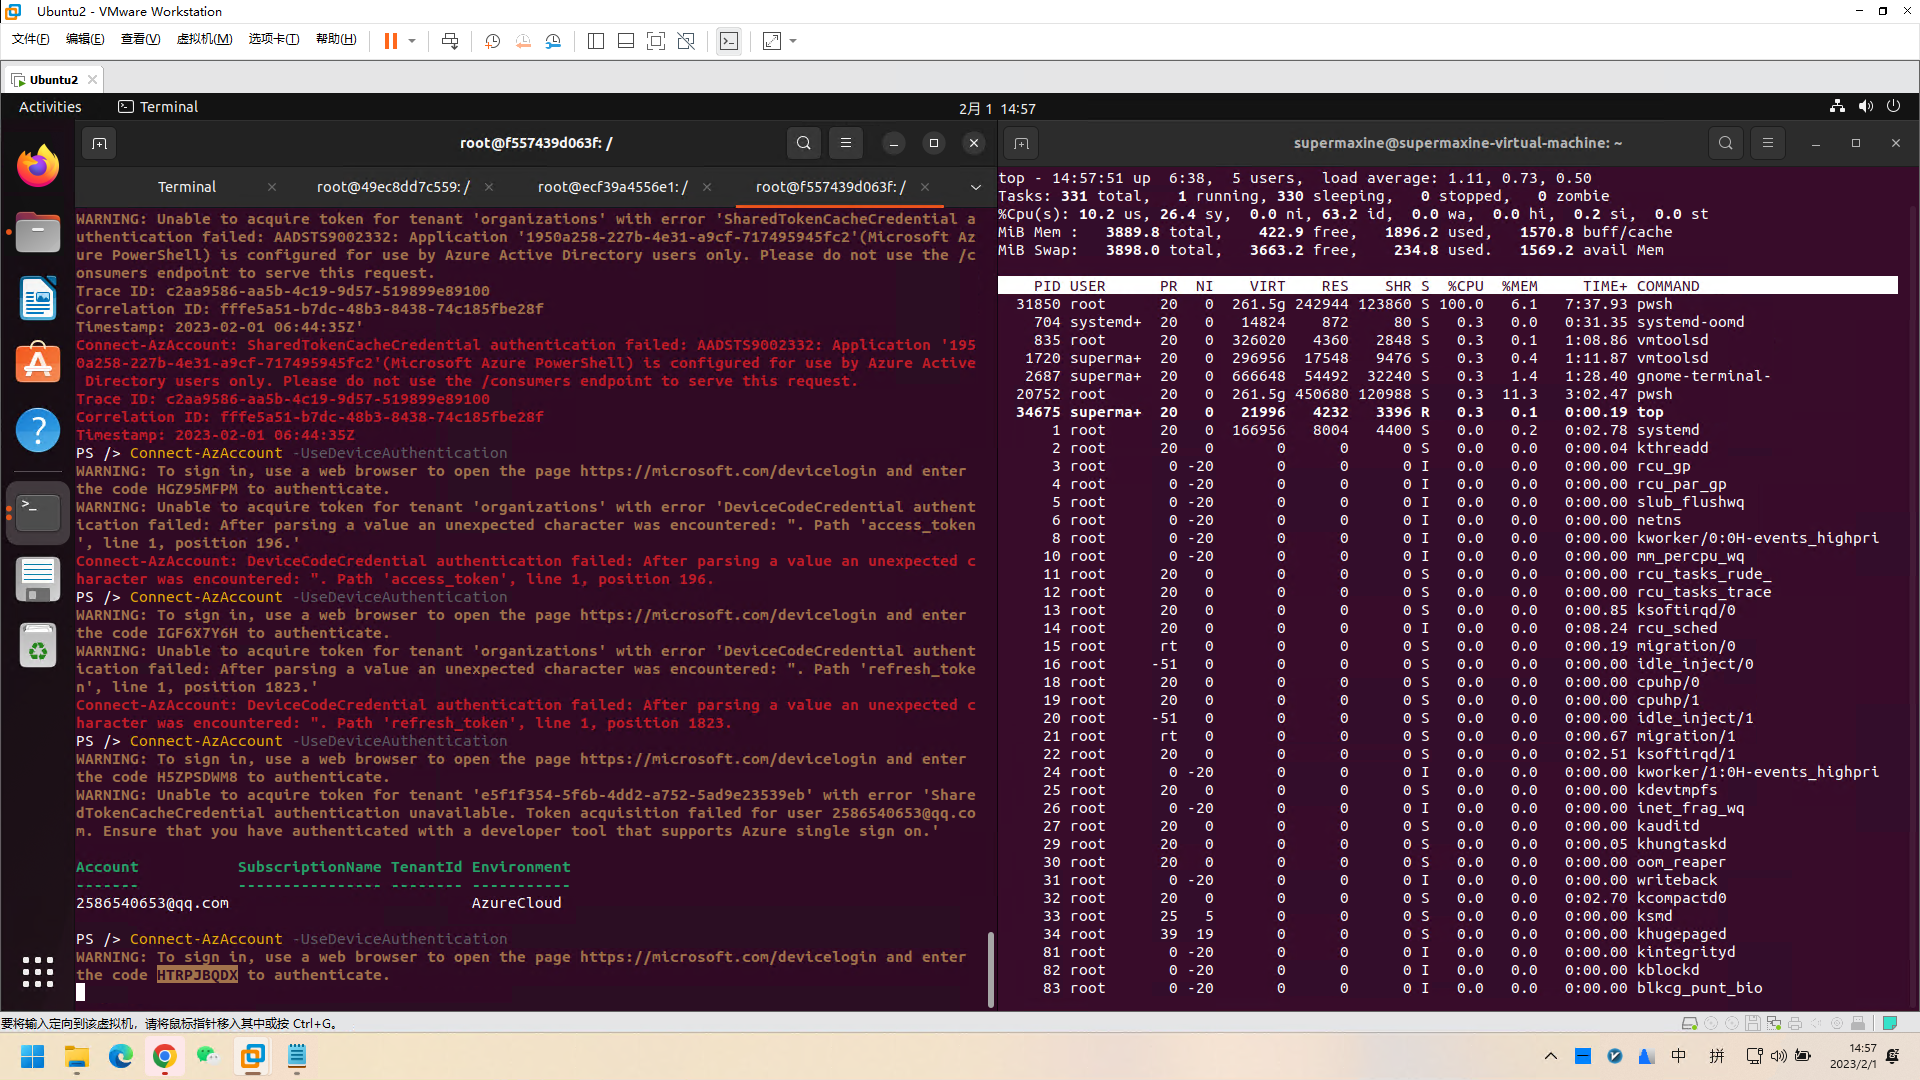 Ubuntu2 - VMware Workstation
文件(F) 编辑(E) 查看(V) 虚拟机(M) 选项卡(T) 帮助(H)
Ubuntu2
Activities Terminal 2月 1 14:57
root@f557439d063f: /
Terminal root@49ec8dd7c559: / root@ecf39a4556e1: / root@f557439d063f: /
WARNING: Unable to acquire token for tenant 'organizations' with error 'SharedTokenCacheCredential a
uthentication failed: AADSTS9002332: Application '1950a258-227b-4e31-a9cf-717495945fc2'(Microsoft Az
ure PowerShell) is configured for use by Azure Active Directory users only. Please do not use the /c
onsumers endpoint to serve this request.
Trace ID: c2aa9586-aa5b-4c19-9d57-519899e89100
Correlation ID: fffe5a51-b7dc-48b3-8438-74c185fbe28f
Timestamp: 2023-02-01 06:44:35Z'
Connect-AzAccount: SharedTokenCacheCredential authentication failed: AADSTS9002332: Application '195
0a258-227b-4e31-a9cf-717495945fc2'(Microsoft Azure PowerShell) is configured for use by Azure Active
 Directory users only. Please do not use the /consumers endpoint to serve this request.
Trace ID: c2aa9586-aa5b-4c19-9d57-519899e89100
Correlation ID: fffe5a51-b7dc-48b3-8438-74c185fbe28f
Timestamp: 2023-02-01 06:44:35Z
PS /> Connect-AzAccount -UseDeviceAuthentication
WARNING: To sign in, use a web browser to open the page https://microsoft.com/devicelogin and enter
the code HGZ95MFPM to authenticate.
WARNING: Unable to acquire token for tenant 'organizations' with error 'DeviceCodeCredential authent
ication failed: After parsing a value an unexpected character was encountered: ". Path 'access_token
', line 1, position 196.'
Connect-AzAccount: DeviceCodeCredential authentication failed: After parsing a value an unexpected c
haracter was encountered: ". Path 'access_token', line 1, position 196.
PS /> Connect-AzAccount -UseDeviceAuthentication
WARNING: To sign in, use a web browser to open the page https://microsoft.com/devicelogin and enter
the code IGF6X7Y6H to authenticate.
WARNING: Unable to acquire token for tenant 'organizations' with error 'DeviceCodeCredential authent
ication failed: After parsing a value an unexpected character was encountered: ". Path 'refresh_toke
n', line 1, position 1823.'
Connect-AzAccount: DeviceCodeCredential authentication failed: After parsing a value an unexpected c
haracter was encountered: ". Path 'refresh_token', line 1, position 1823.
PS /> Connect-AzAccount -UseDeviceAuthentication
WARNING: To sign in, use a web browser to open the page https://microsoft.com/devicelogin and enter
the code H5ZPSDWM8 to authenticate.
WARNING: Unable to acquire token for tenant 'e5f1f354-5f6b-4dd2-a752-5ad9e23539eb' with error 'Share
dTokenCacheCredential authentication unavailable. Token acquisition failed for user 2586540653@qq.co
m. Ensure that you have authenticated with a developer tool that supports Azure single sign on.'
Account SubscriptionName TenantId Environment
------- ---------------- -------- -----------
2586540653@qq.com AzureCloud
PS /> Connect-AzAccount -UseDeviceAuthentication
WARNING: To sign in, use a web browser to open the page https://microsoft.com/devicelogin and enter
the code HTRPJBQDX to authenticate.
supermaxine@supermaxine-virtual-machine: ~
top - 14:57:51 up 6:38, 5 users, load average: 1.11, 0.73, 0.50
Tasks: 331 total, 1 running, 330 sleeping, 0 stopped, 0 zombie
%Cpu(s): 10.2 us, 26.4 sy, 0.0 ni, 63.2 id, 0.0 wa, 0.0 hi, 0.2 si, 0.0 st
MiB Mem : 3889.8 total, 422.9 free, 1896.2 used, 1570.8 buff/cache
MiB Swap: 3898.0 total, 3663.2 free, 234.8 used. 1569.2 avail Mem
PID USER PR NI VIRT RES SHR S %CPU %MEM TIME+ COMMAND
31850 root 20 0 261.5g 242944 123860 S 100.0 6.1 7:37.93 pwsh
704 systemd+ 20 0 14824 872 80 S 0.3 0.0 0:31.35 systemd-oomd
835 root 20 0 326020 4360 2848 S 0.3 0.1 1:08.86 vmtoolsd
1720 superma+ 20 0 296956 17548 9476 S 0.3 0.4 1:11.87 vmtoolsd
2687 superma+ 20 0 666648 54492 32240 S 0.3 1.4 1:28.40 gnome-terminal-
20752 root 20 0 261.5g 450680 120988 S 0.3 11.3 3:02.47 pwsh
34675 superma+ 20 0 21996 4232 3396 R 0.3 0.1 0:00.19 top
1 root 20 0 166956 8004 4400 S 0.0 0.2 0:02.78 systemd
2 root 20 0 0 0 0 S 0.0 0.0 0:00.04 kthreadd
3 root 0 -20 0 0 0 I 0.0 0.0 0:00.00 rcu_gp
4 root 0 -20 0 0 0 I 0.0 0.0 0:00.00 rcu_par_gp
5 root 0 -20 0 0 0 I 0.0 0.0 0:00.00 slub_flushwq
6 root 0 -20 0 0 0 I 0.0 0.0 0:00.00 netns
8 root 0 -20 0 0 0 I 0.0 0.0 0:00.00 kworker/0:0H-events_highpri
10 root 0 -20 0 0 0 I 0.0 0.0 0:00.00 mm_percpu_wq
11 root 20 0 0 0 0 S 0.0 0.0 0:00.00 rcu_tasks_rude_
12 root 20 0 0 0 0 S 0.0 0.0 0:00.00 rcu_tasks_trace
13 root 20 0 0 0 0 S 0.0 0.0 0:00.85 ksoftirqd/0
14 root 20 0 0 0 0 I 0.0 0.0 0:08.24 rcu_sched
15 root rt 0 0 0 0 S 0.0 0.0 0:00.19 migration/0
16 root -51 0 0 0 0 S 0.0 0.0 0:00.00 idle_inject/0
18 root 20 0 0 0 0 S 0.0 0.0 0:00.00 cpuhp/0
19 root 20 0 0 0 0 S 0.0 0.0 0:00.00 cpuhp/1
20 root -51 0 0 0 0 S 0.0 0.0 0:00.00 idle_inject/1
21 root rt 0 0 0 0 S 0.0 0.0 0:00.67 migration/1
22 root 20 0 0 0 0 S 0.0 0.0 0:02.51 ksoftirqd/1
24 root 0 -20 0 0 0 I 0.0 0.0 0:00.00 kworker/1:0H-events_highpri
25 root 20 0 0 0 0 S 0.0 0.0 0:00.00 kdevtmpfs
26 root 0 -20 0 0 0 I 0.0 0.0 0:00.00 inet_frag_wq
27 root 20 0 0 0 0 S 0.0 0.0 0:00.00 kauditd
29 root 20 0 0 0 0 S 0.0 0.0 0:00.05 khungtaskd
30 root 20 0 0 0 0 S 0.0 0.0 0:00.00 oom_reaper
31 root 0 -20 0 0 0 I 0.0 0.0 0:00.00 writeback
32 root 20 0 0 0 0 S 0.0 0.0 0:02.70 kcompactd0
33 root 25 5 0 0 0 S 0.0 0.0 0:00.00 ksmd
34 root 39 19 0 0 0 S 0.0 0.0 0:00.00 khugepaged
81 root 0 -20 0 0 0 I 0.0 0.0 0:00.00 kintegrityd
82 root 0 -20 0 0 0 I 0.0 0.0 0:00.00 kblockd
83 root 0 -20 0 0 0 I 0.0 0.0 0:00.00 blkcg_punt_bio
要将输入定向到该虚拟机，请将鼠标指针移入其中或按 Ctrl+G。
中 拼 14:57
2023/2/1